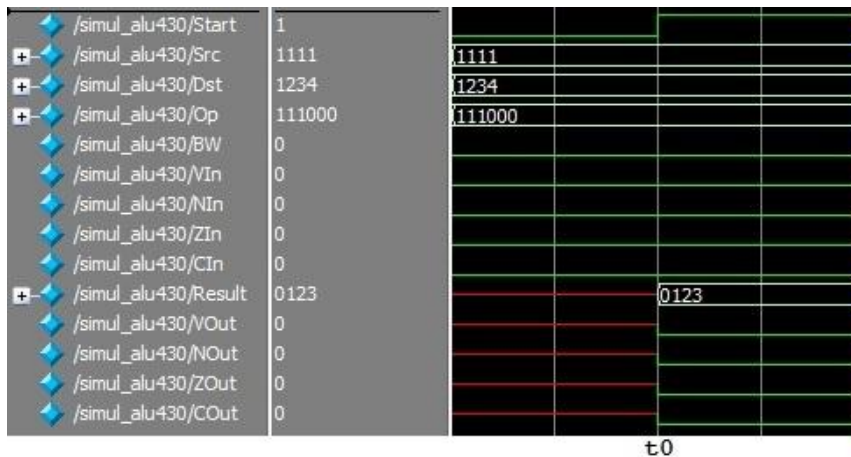 /simul_alu430/Start 1
/simul_alu430/Src 1111 1111
/simul_alu430/Dst 1234 1234
/simul_alu430/Op 111000 111000
/simul_alu430/BW 0
/simul_alu430/VIn 0
/simul_alu430/NIn 0
/simul_alu430/ZIn 0
/simul_alu430/CIn 0
/simul_alu430/Result 0123 0123
/simul_alu430/VOut 0
/simul_alu430/NOut 0
/simul_alu430/ZOut 0
/simul_alu430/COut 0
t0